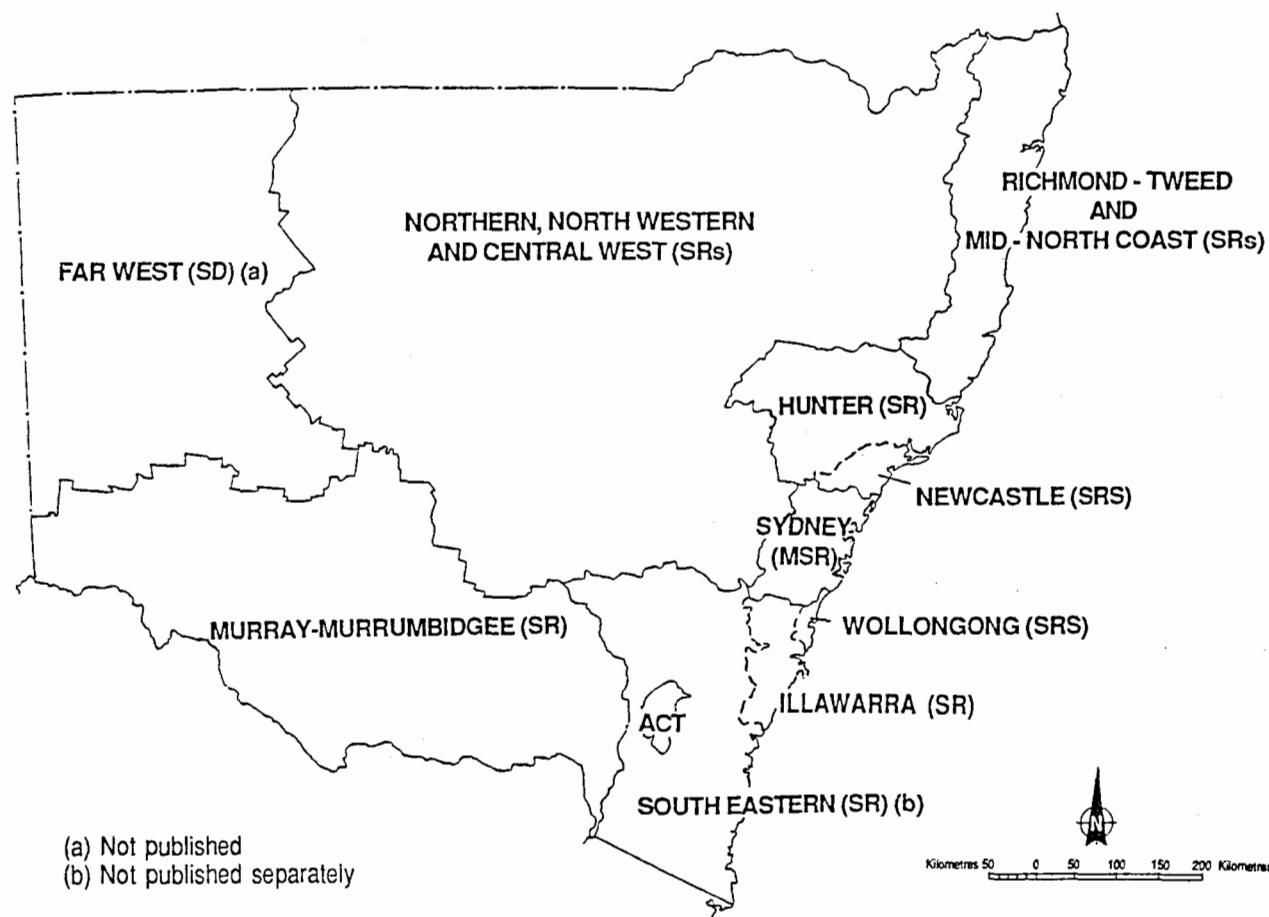 RICHMOND - TWEED
AND
MID - NORTH COAST (SRs)
NORTHERN, NORTH WESTERN
AND CENTRAL WEST (SRs)
FAR WEST (SD) (a)
HUNTER (SR)
NEWCASTLE (SRS)
SYDNEY
(MSR)
MURRAY-MURRUMBIDGEE (SR)
WOLLONGONG (SRS)
ILLAWARRA (SR)
ACT
SOUTH EASTERN (SR) (b)
N
(a) Not published
(b) Not published separately
Kilometres 50 0 50 100 150 200 Kilometres